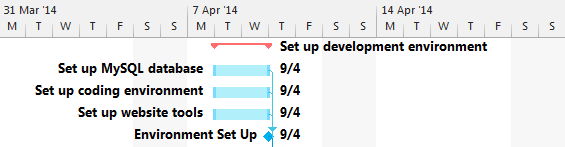 31 Mar '14 7 Apr '14 14 Apr '14
M T W T F S S M T W T F S S M T W T F S S
Set up development environment
Set up MySQL database 9/4
Set up coding environment 9/4
Set up website tools 9/4
Environment Set Up 9/4